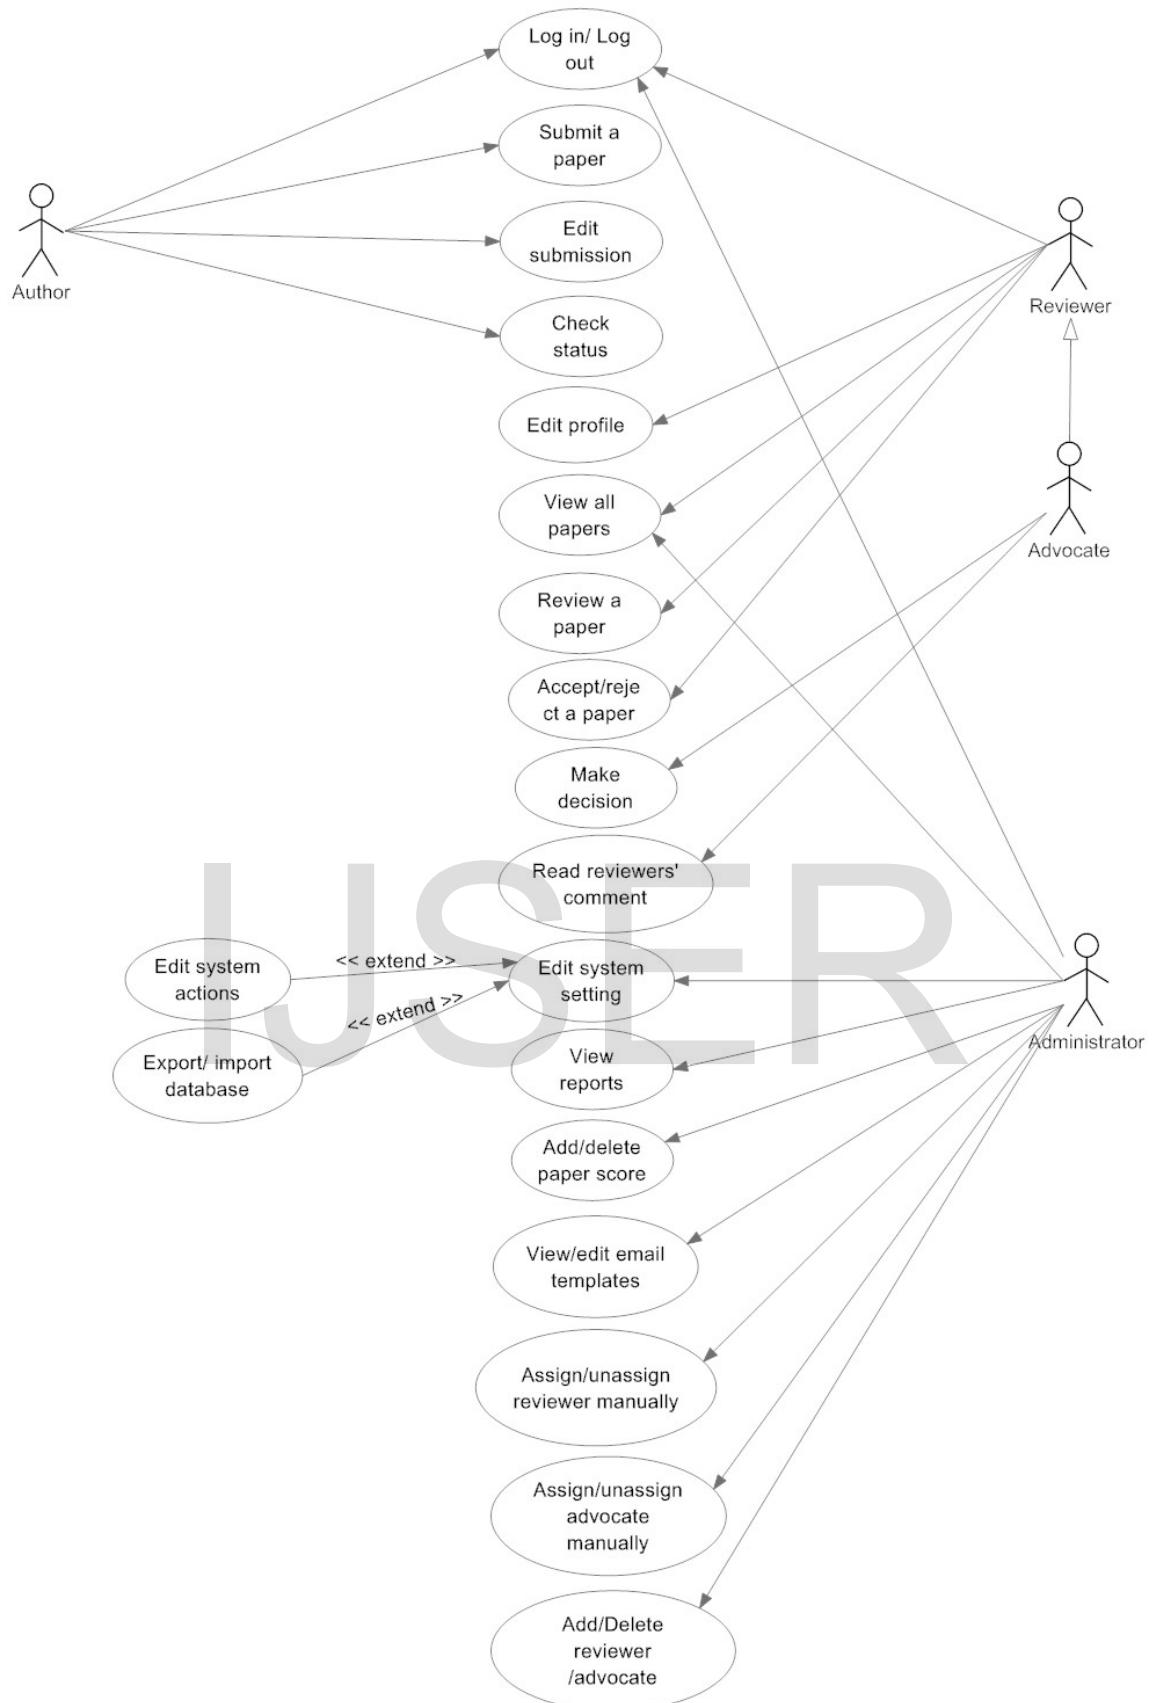 Log in/ Log
out
Submit a
paper
Author
Edit
submission
Reviewer
Check
status
Edit profile
View all
papers
Advocate
Review a
paper
Accept/reje
ct a paper
Make
decision
Read reviewers'
comment
IJSER
Edit system
actions
<< extend >>
<< extend >>
Edit system
setting
Export/ import
database
View
reports
Administrator
Add/delete
paper score
View/edit email
templates
Assign/unassign
reviewer manually
Assign/unassign
advocate
manually
Add/Delete
reviewer
/advocate